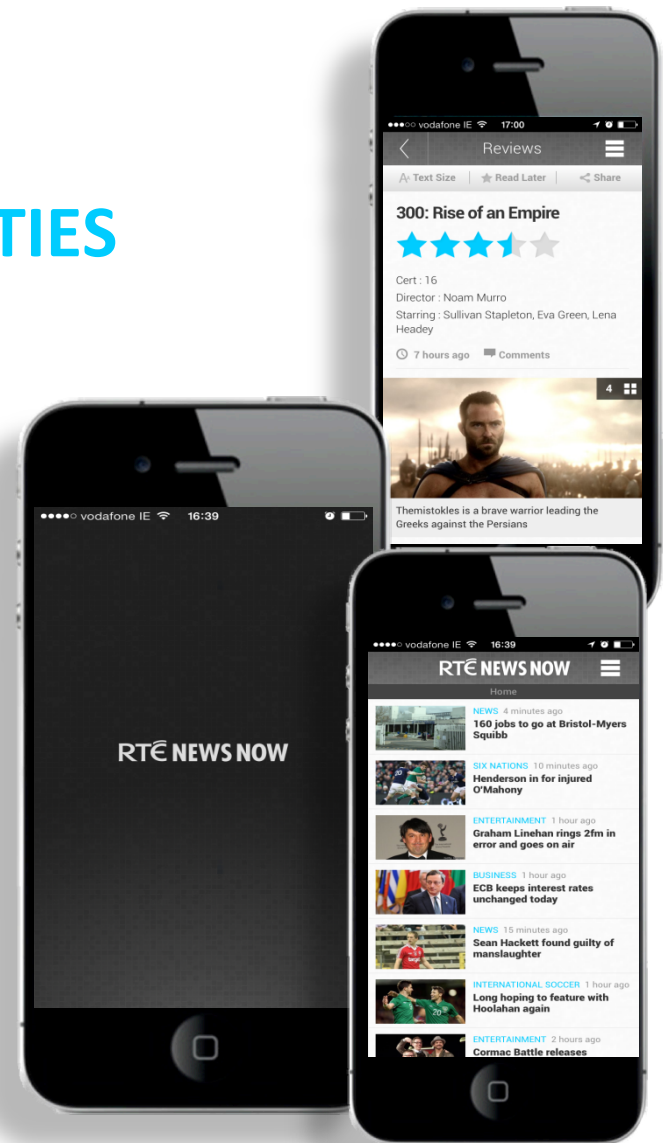 TIES
vodafone IE 17:00
Reviews
A Text Size Read Later Share
300: Rise of an Empire
Cert : 16
Director : Noam Murro
Starring : Sullivan Stapleton, Eva Green, Lena
Headey
7 hours ago Comments
4
Themistokles is a brave warrior leading the
Greeks against the Persians
vodafone IE 16:39
RTÉ NEWS NOW
vodafone IE 16:39
RTÉ NEWS NOW
Home
NEWS 4 minutes ago
160 jobs to go at Bristol-Myers
Squibb
SIX NATIONS 10 minutes ago
Henderson in for injured
O'Mahony
ENTERTAINMENT 1 hour ago
Graham Linehan rings 2fm in
error and goes on air
BUSINESS 1 hour ago
ECB keeps interest rates
unchanged today
NEWS 15 minutes ago
Sean Hackett found guilty of
manslaughter
INTERNATIONAL SOCCER 1 hour ago
Long hoping to feature with
Hoolahan again
20
ENTERTAINMENT 2 hours ago
Cormac Battle releases